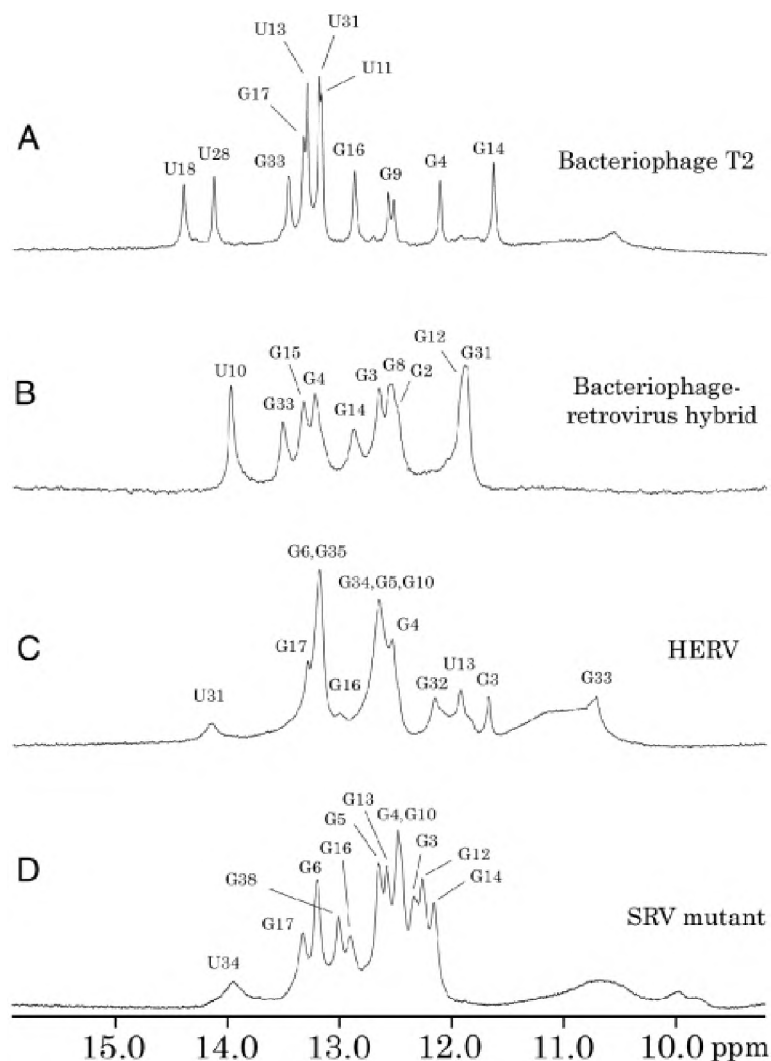 U31
U13
U11
G17
A
U18
U28
G33
G16
G9
G4
G14
Bacteriophage T2
B
U10
G15
G33
G4
G14
G3
G8
G2
G12
G31
Bacteriophage-
retrovirus hybrid
C
U31
G6,G35
G17
G16
G34,G5,G10
G4
G32
U13
G3
G33
HERV
D
U34
G17
G38
G6
G16
G5
G13
G4,G10
G3
G12
G14
SRV mutant
15.0 14.0 13.0 12.0 11.0 10.0 ppm